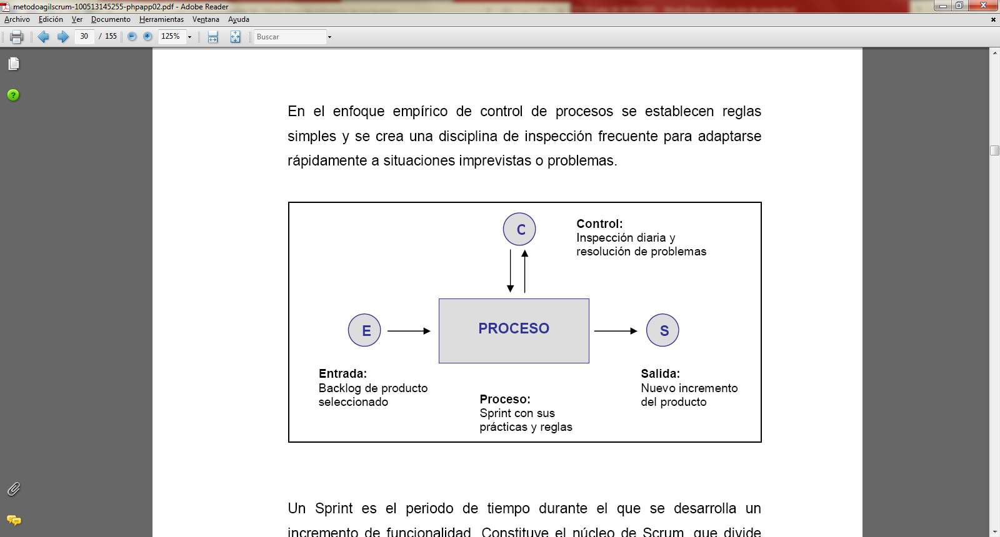 metodoagilscrum-100513145255-phpapp02.pdf - Adobe Reader
Archivo Edición Ver Documento Herramientas Ventana Ayuda
30 / 155 125% Buscar
En el enfoque empírico de control de procesos se establecen reglas
simples y se crea una disciplina de inspección frecuente para adaptarse
rápidamente a situaciones imprevistas o problemas.
C
Control:
Inspección diaria y
resolución de problemas
E
PROCESO
S
Entrada:
Backlog de producto
seleccionado
Proceso:
Sprint con sus
prácticas y reglas
Salida:
Nuevo incremento
del producto
Un Sprint es el periodo de tiempo durante el que se desarrolla un
incremento de funcionalidad. Constituye el núcleo de Scrum, que divide